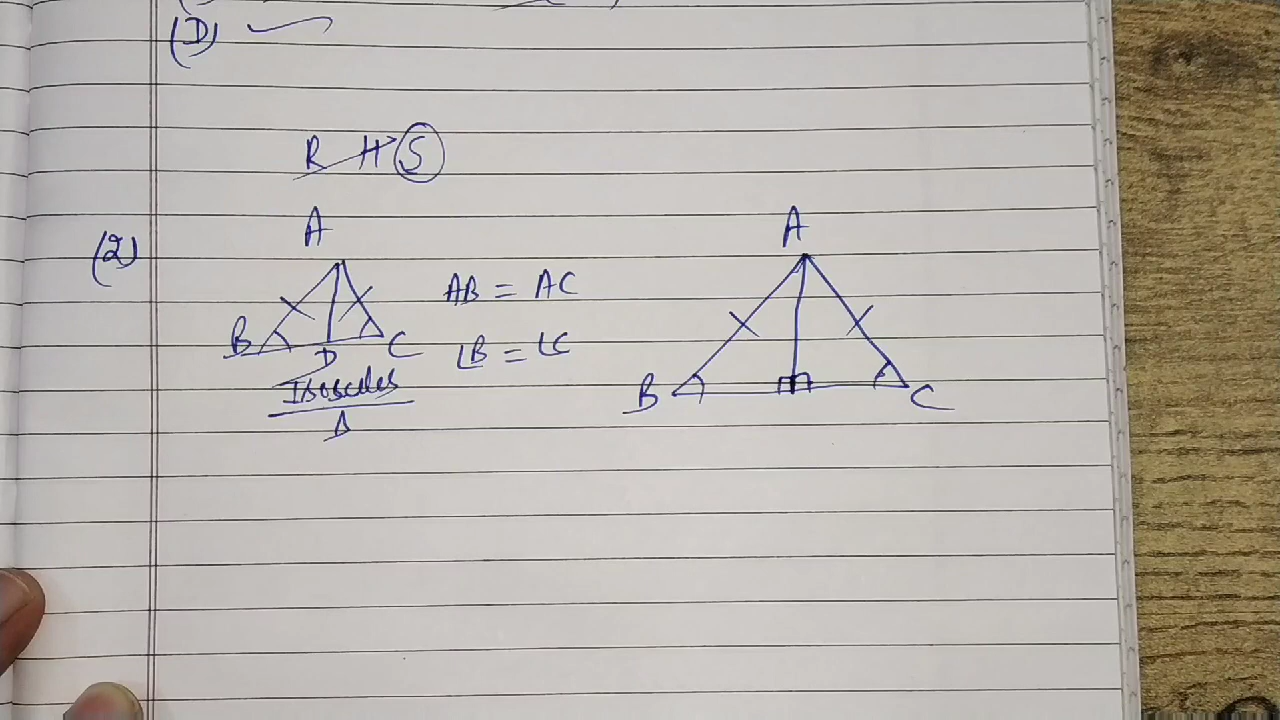 (D)
R H S
(2)
A
B D C
Isosceles
Δ
AB = AC
∠B = ∠C
A
B C